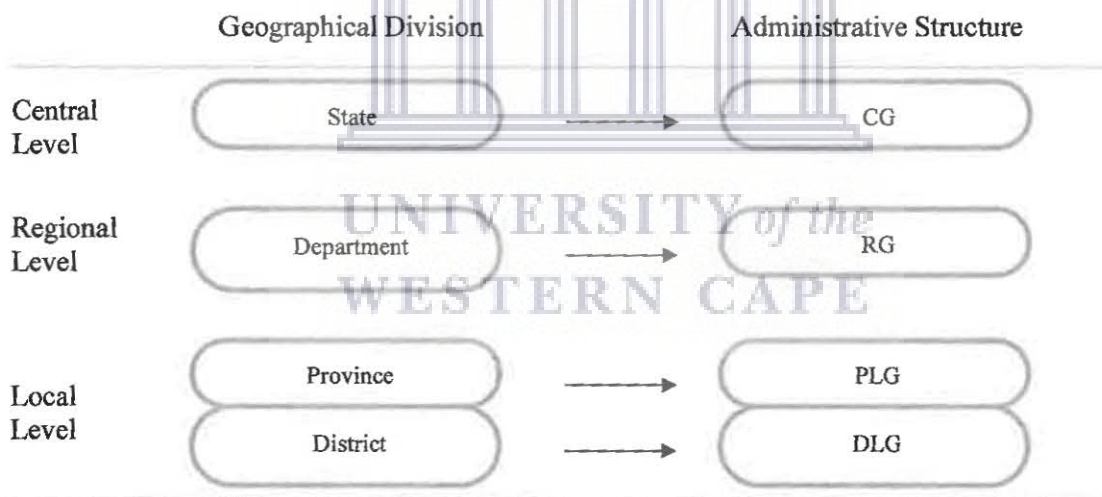 Geographical Division Administrative Structure
Central
Level
State CG
UNIVERSITY of the
Regional
Level
Department RG
WESTERN CAPE
Local
Level
Province PLG
District DLG